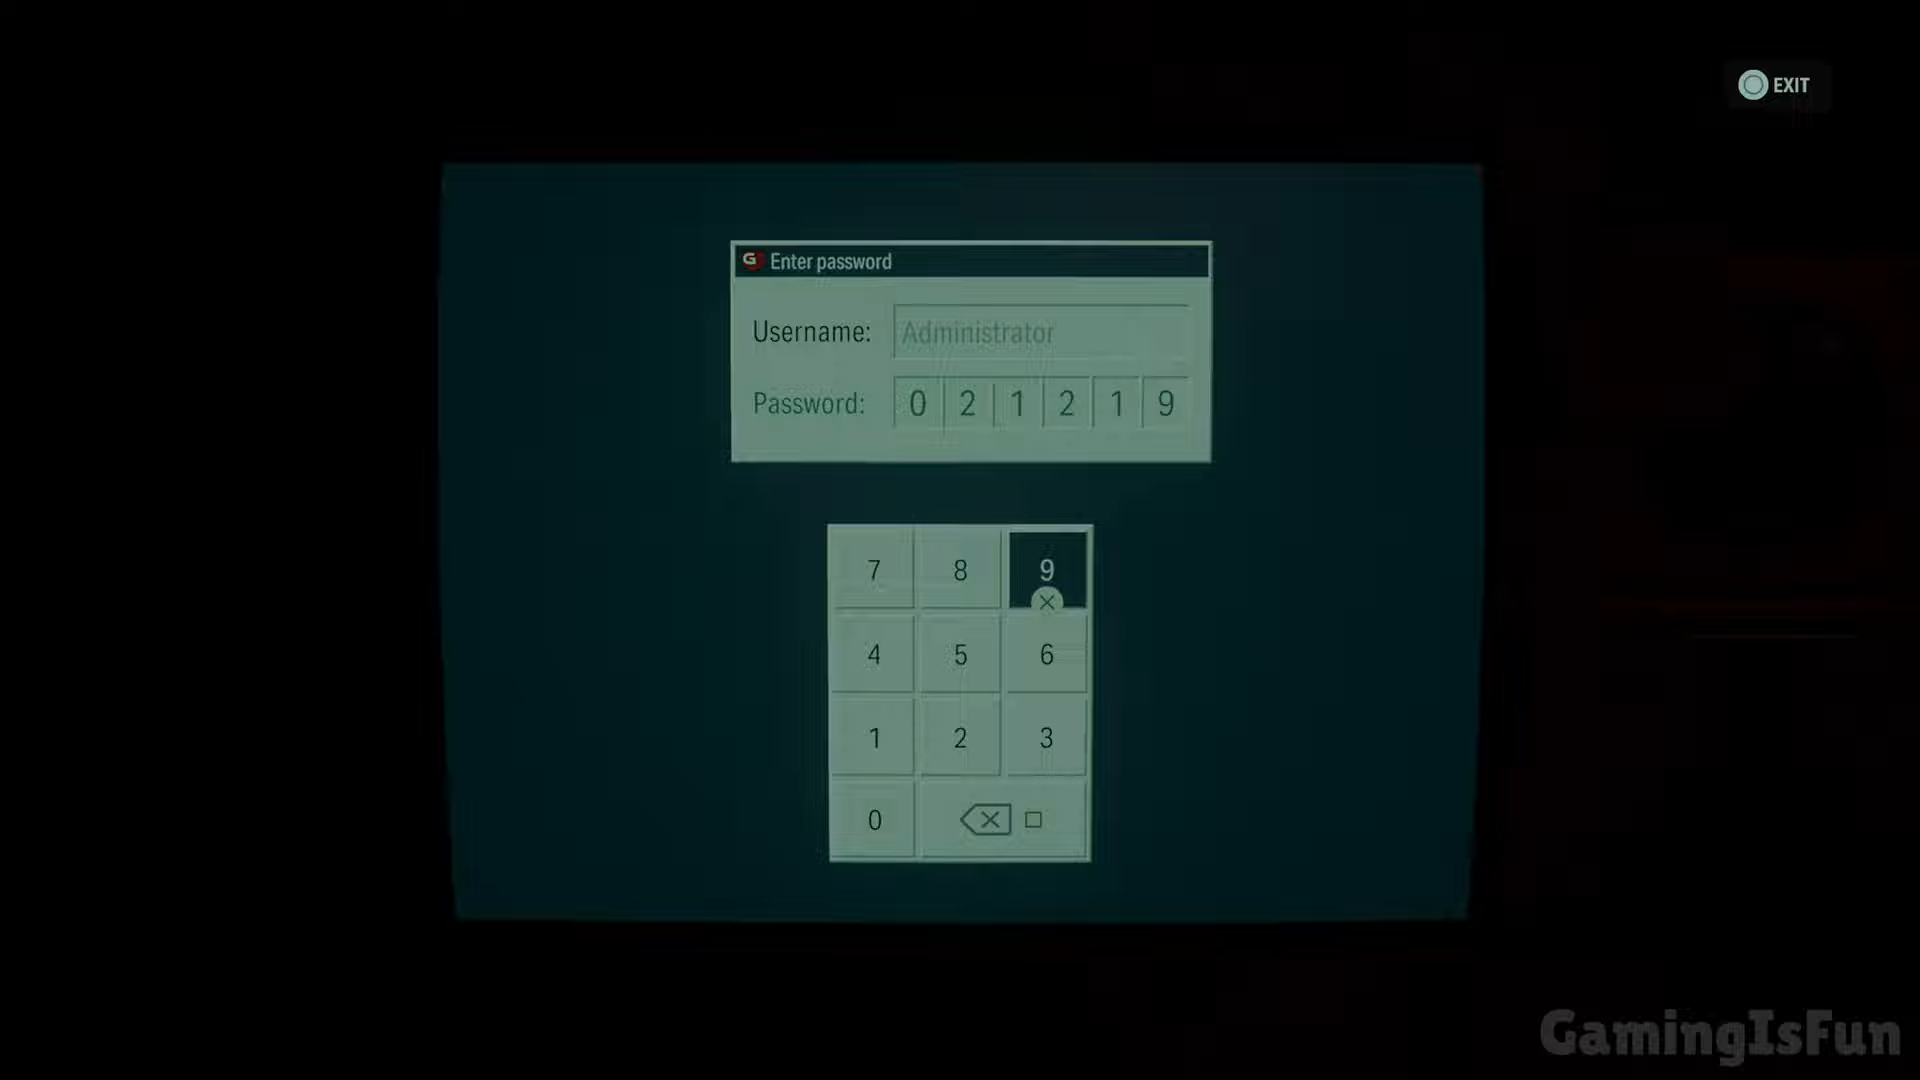 EXIT
G Enter password
Username: Administrator
Password: 0 2 1 2 1 9
7 8 9
4 5 6
1 2 3
0
GamingIsFun